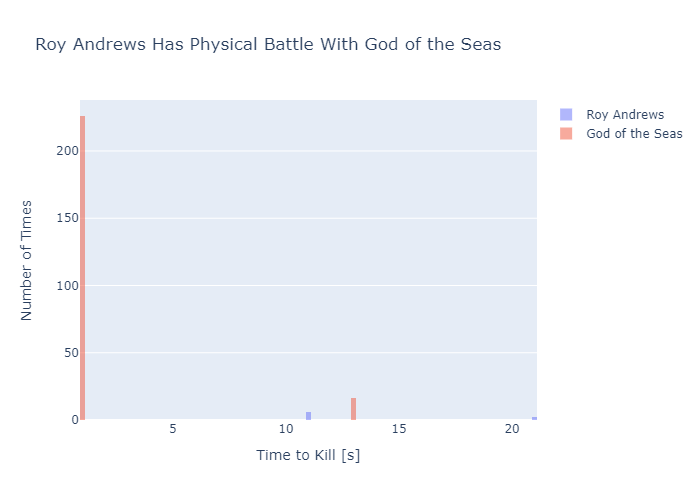 Roy Andrews Has Physical Battle With God of the Seas
Roy Andrews
God of the Seas
Number of Times
200
150
100
50
0
5
10
15
20
Time to Kill [s]